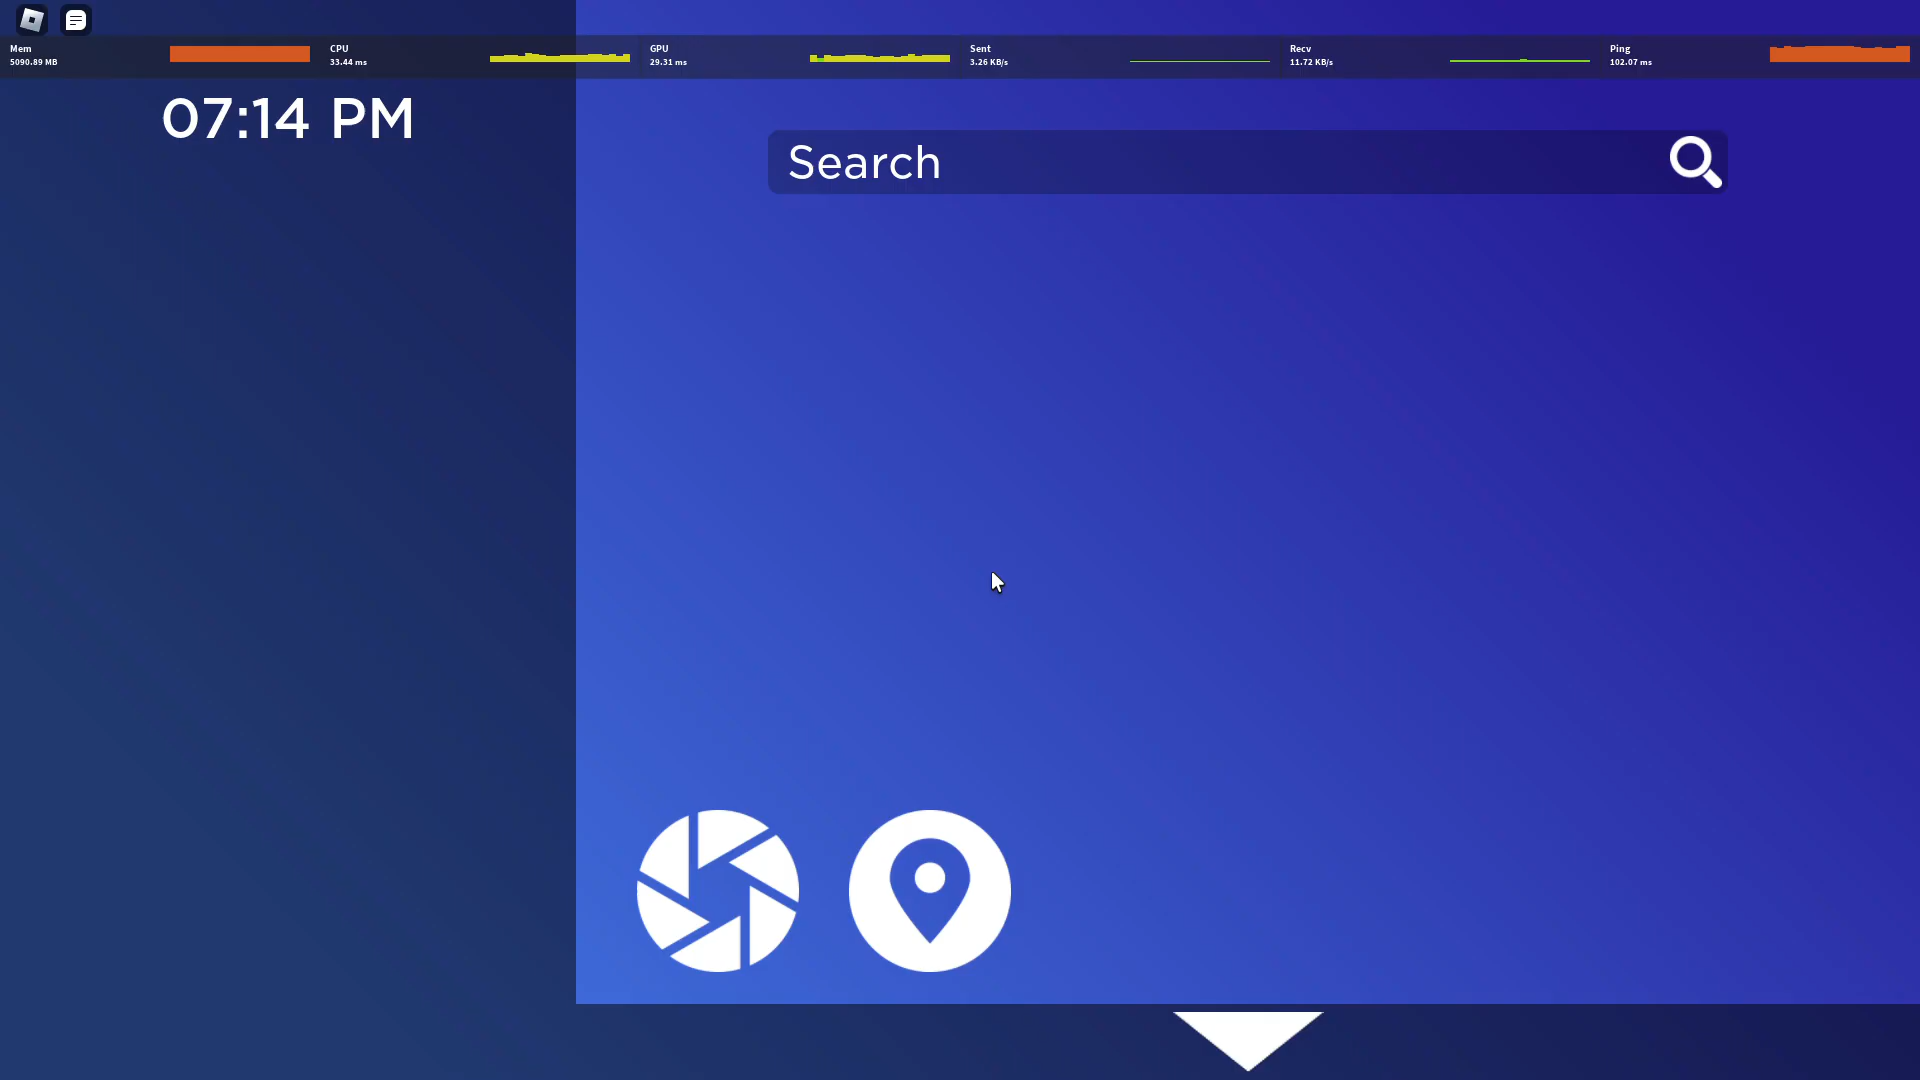 Mem
5090.89 MB
CPU
33.44 ms
GPU
29.31 ms
Sent
3.26 KB/s
Recv
11.72 KB/s
Ping
102.07 ms
07:14 PM
Search